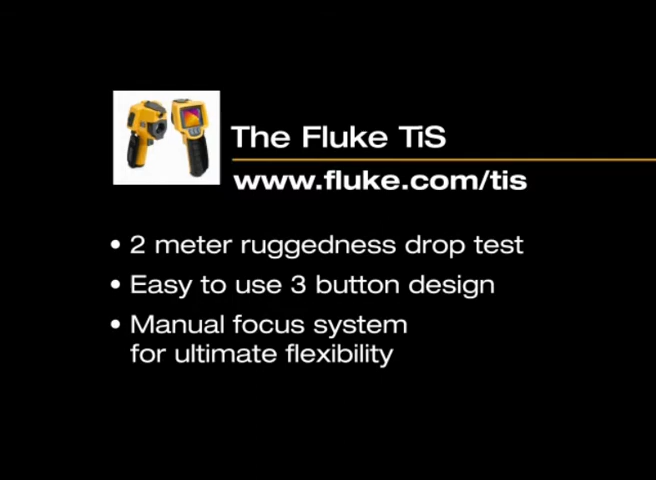 The Fluke TiS
www.fluke.com/tis
• 2 meter ruggedness drop test
• Easy to use 3 button design
• Manual focus system
for ultimate flexibility